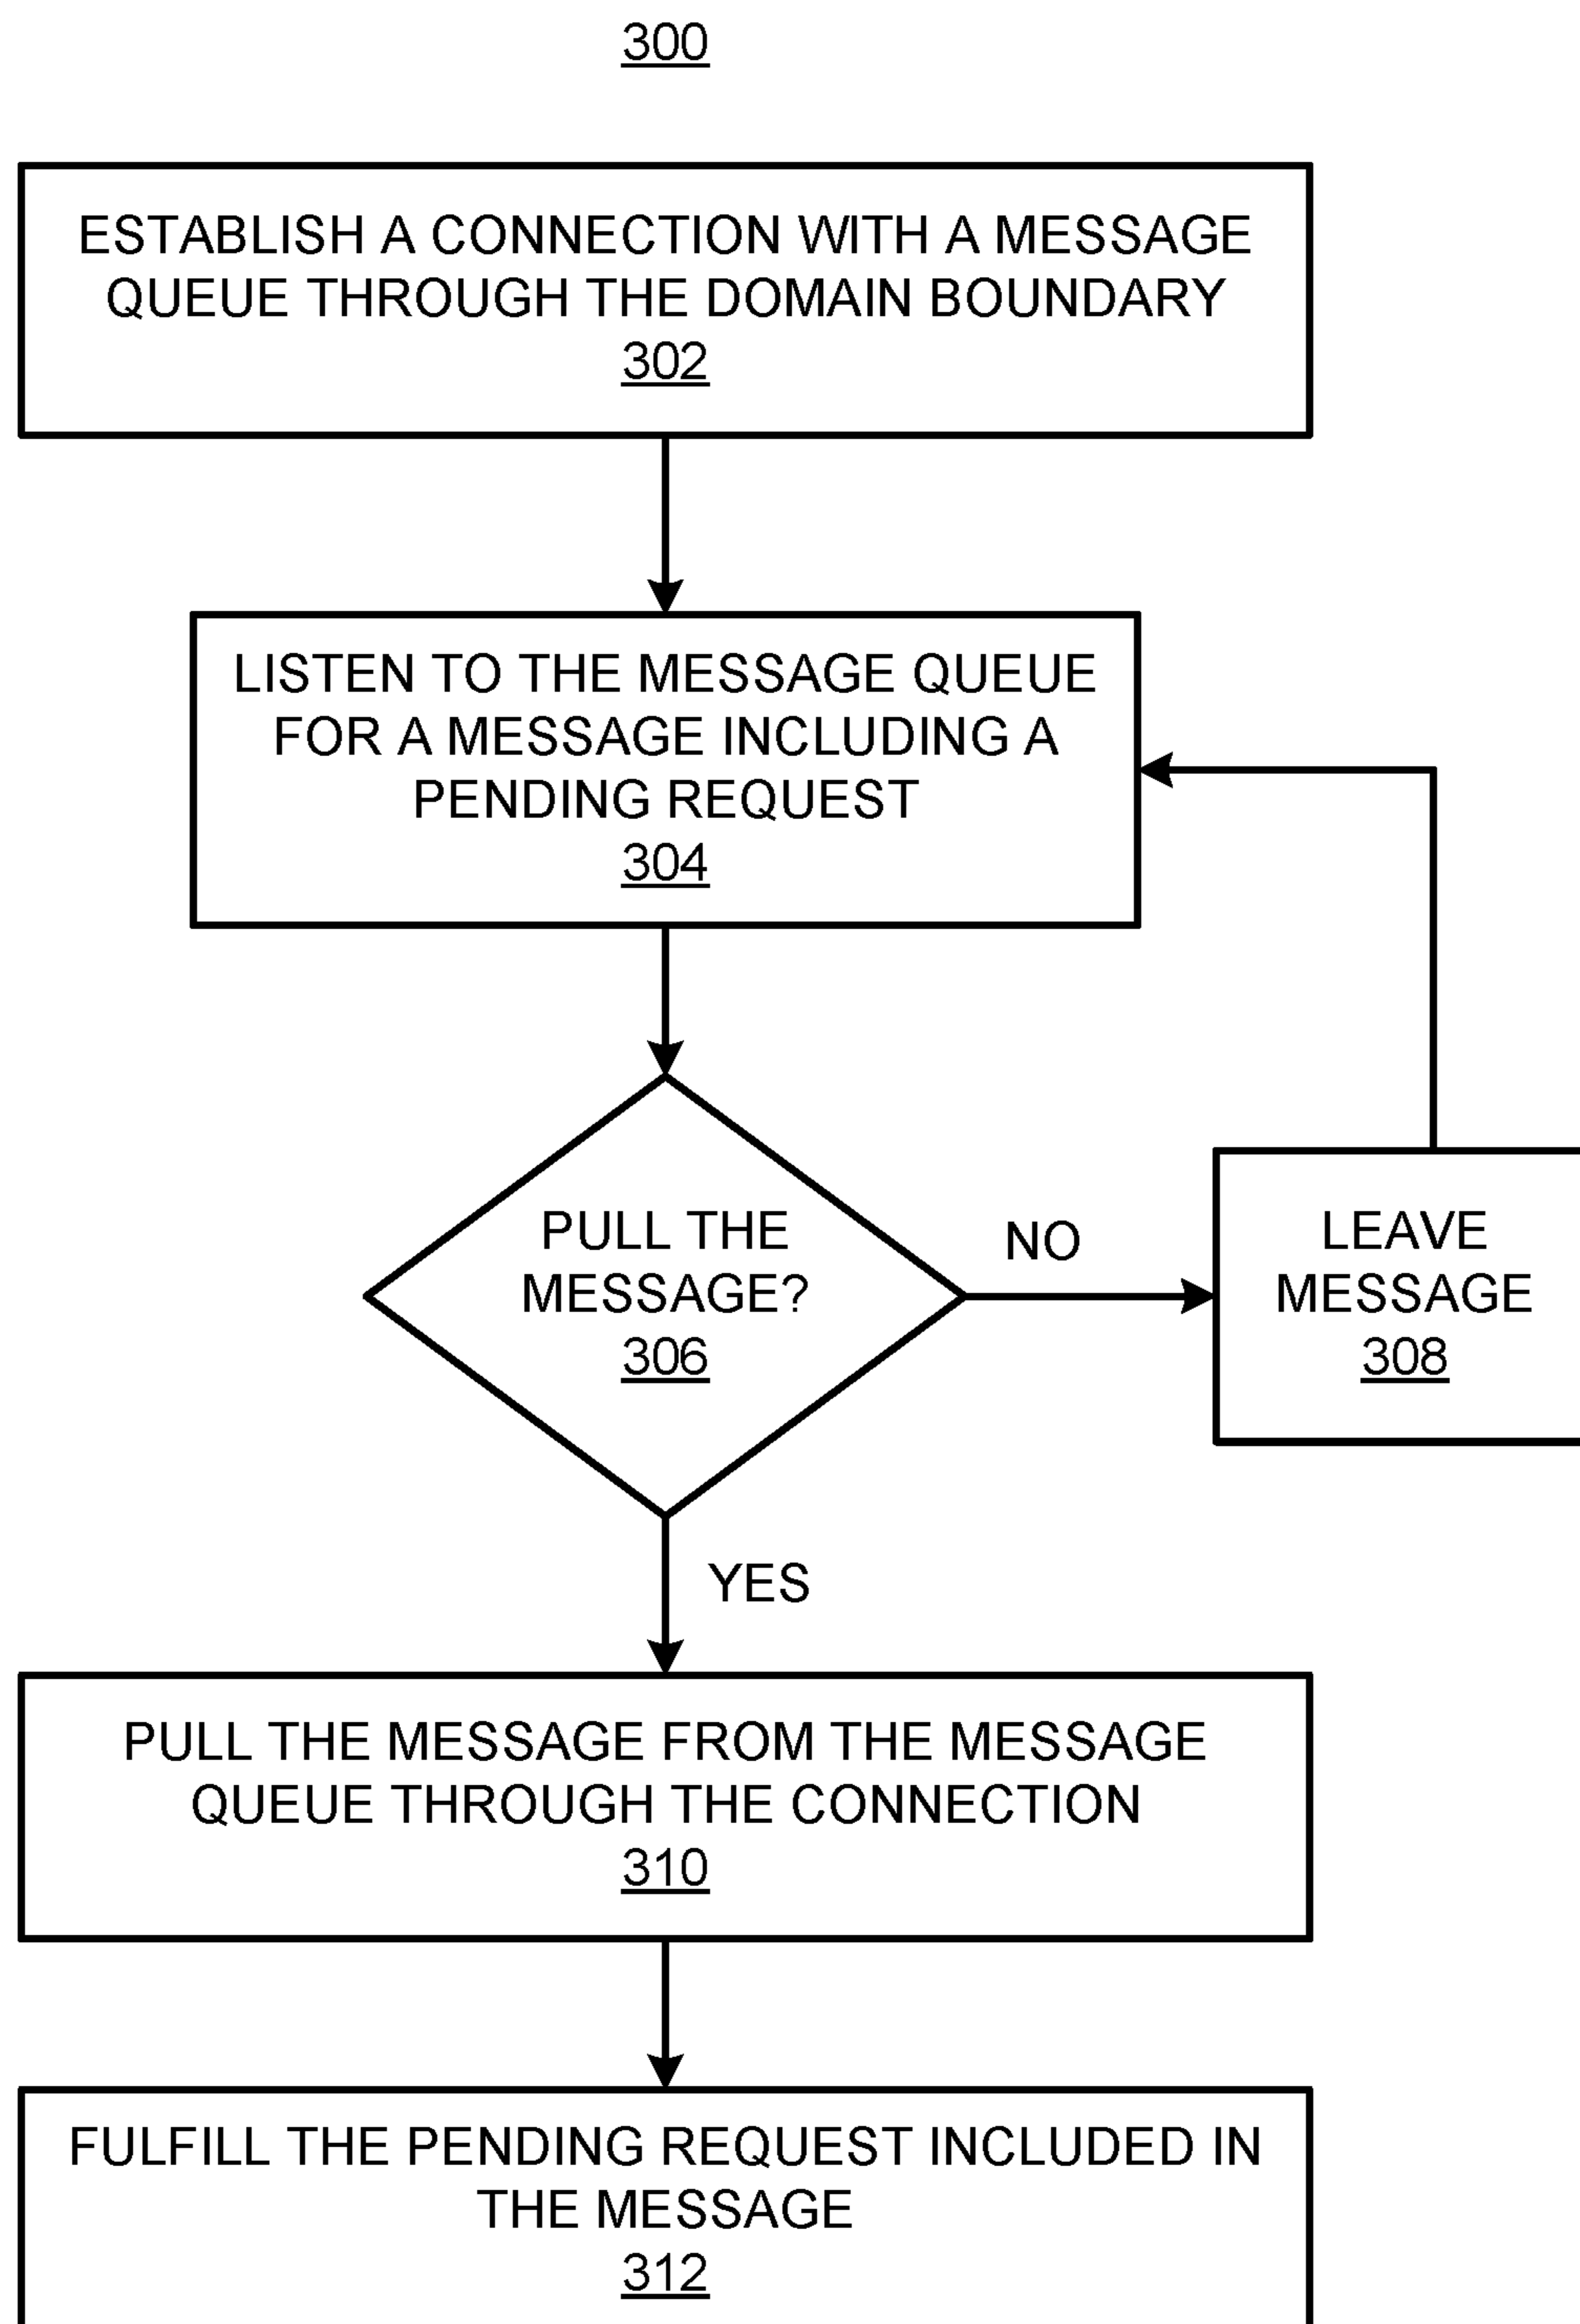 300
ESTABLISH A CONNECTION WITH A MESSAGE
QUEUE THROUGH THE DOMAIN BOUNDARY
302
LISTEN TO THE MESSAGE QUEUE
FOR A MESSAGE INCLUDING A
PENDING REQUEST
304
PULL THE
MESSAGE?
306
NO
LEAVE
MESSAGE
308
YES
PULL THE MESSAGE FROM THE MESSAGE
QUEUE THROUGH THE CONNECTION
310
FULFILL THE PENDING REQUEST INCLUDED IN
THE MESSAGE
312